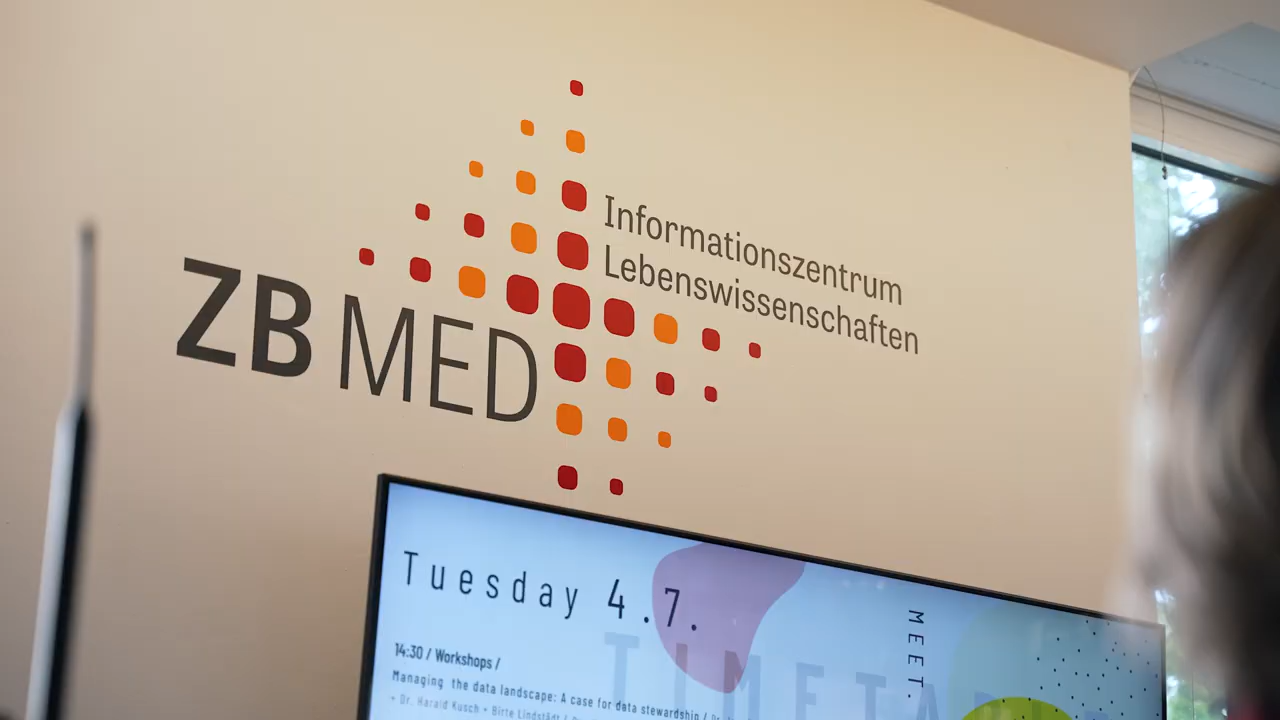 ZB MED
Informationszentrum
Lebenswissenschaften
Tuesday 4.7.
MEET.
14:30 / Workshops /
Managing the data landscape: A case for data stewardship /
+ Dr. Harald Kusch + Birte Lindstädt /